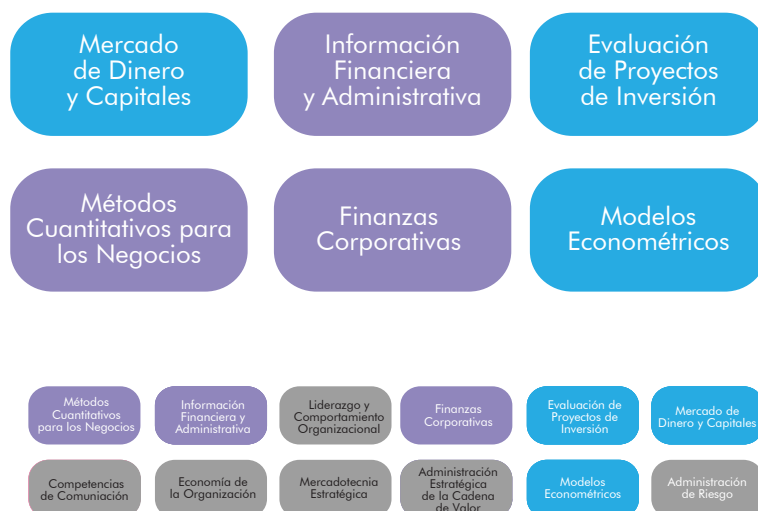 Mercado
de Dinero
y Capitales
Información
Financiera
y Administrativa
Evaluación
de Proyectos
de Inversión
Métodos
Cuantitativos para
los Negocios
Finanzas
Corporativas
Modelos
Econométricos
Métodos
Cuantitativos
para los Negocios
Información
Financiera y
Administrativa
Liderazgo y
Comportamiento
Organizacional
Finanzas
Corporativas
Evaluación de
Proyectos de
Inversión
Mercado de
Dinero y Capitales
Competencias
de Comuniación
Economía de
la Organización
Mercadotecnia
Estratégica
Administración
Estratégica
de la Cadena
de Valor
Modelos
Econométricos
Administración
de Riesgo